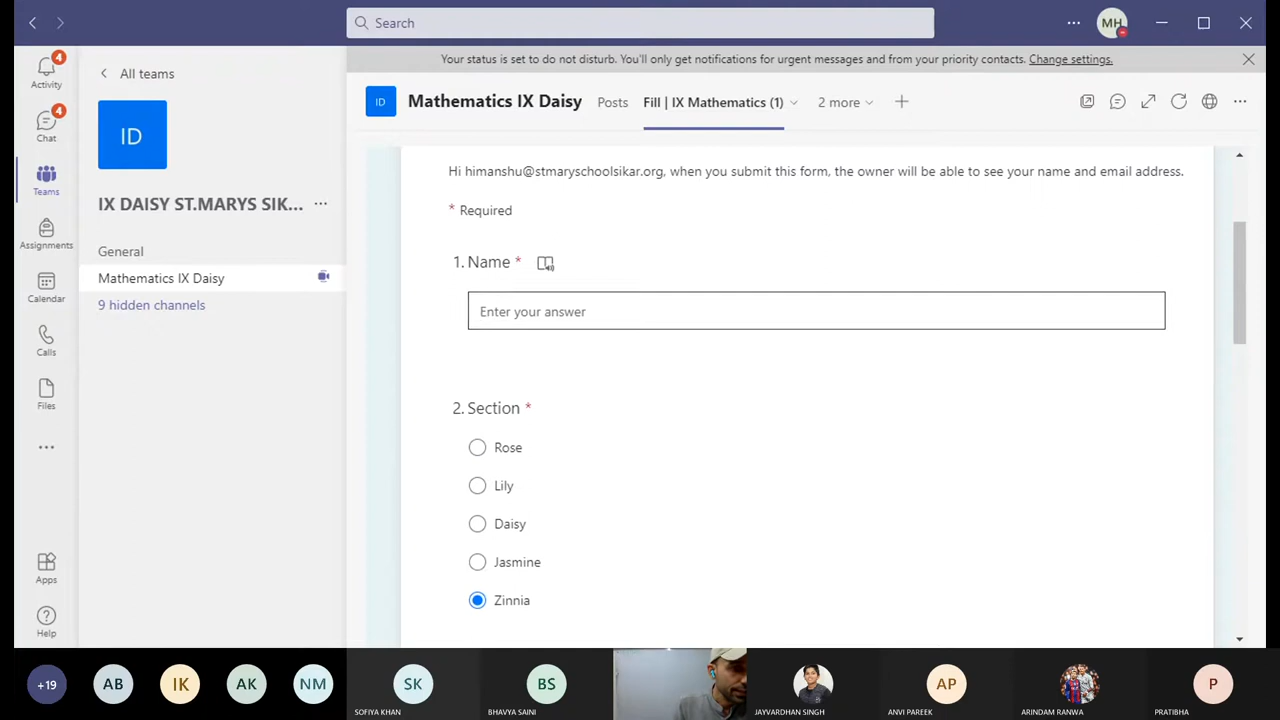 Search
MH
Your status is set to do not disturb. You'll only get notifications for urgent messages and from your priority contacts. Change settings.
4
Activity
4
Chat
Teams
Assignments
Calendar
Calls
Files
Apps
Help
All teams
ID
IX DAISY ST.MARYS SIK...
General
Mathematics IX Daisy
9 hidden channels
ID
Mathematics IX Daisy
Posts
Fill | IX Mathematics (1)
2 more
Hi himanshu@stmaryschoolsikar.org, when you submit this form, the owner will be able to see your name and email address.
* Required
1. Name *
Enter your answer
2. Section *
Rose
Lily
Daisy
Jasmine
Zinnia
+19
AB
IK
AK
NM
SK
SOFIYA KHAN
BS
BHAVYA SAINI
JAYVARDHAN SINGH
AP
ANVI PAREEK
ARINDAM RANWA
P
PRATIBHA